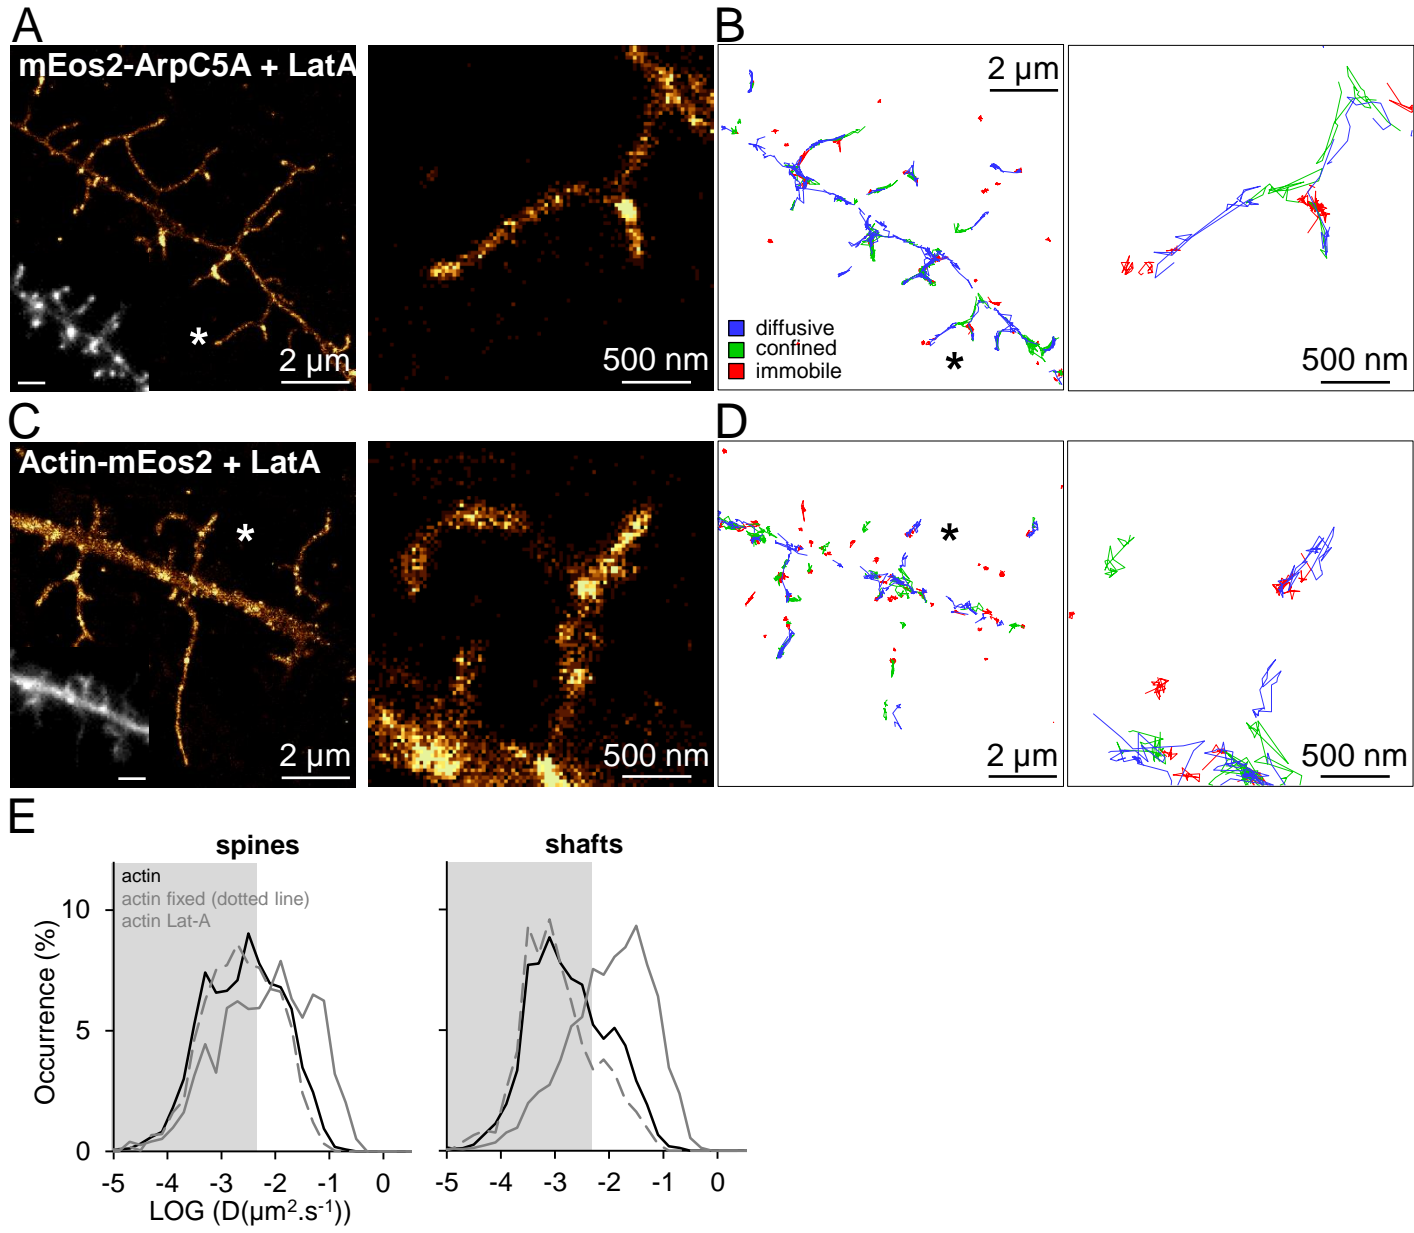 A
mEos2-ArpC5A + LatA
*
2 µm
500 nm
B
2 µm
diffusive
confined
immobile
*
500 nm
C
Actin-mEos2 + LatA
*
2 µm
500 nm
D
*
2 µm
500 nm
E
spines
actin
actin fixed (dotted line)
actin Lat-A
Occurrence (%)
10
5
0
-5 -4 -3 -2 -1 0
LOG (D(µm².s⁻¹))
shafts
-5 -4 -3 -2 -1 0